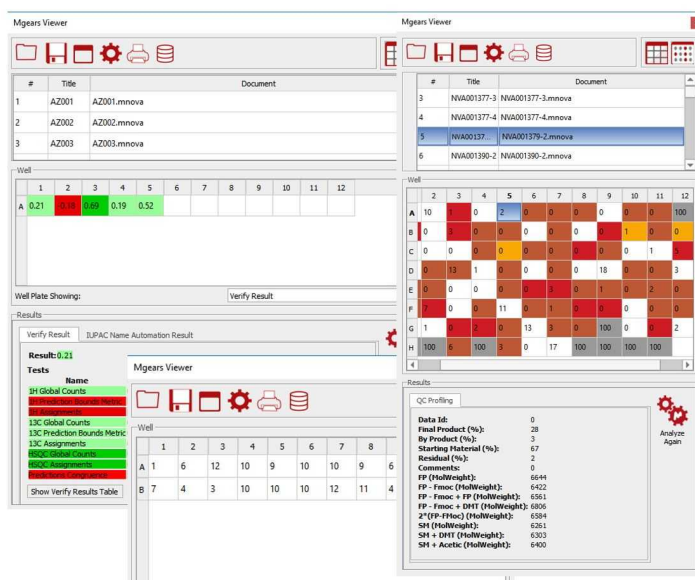 Mgears Viewer
# Title Document
1 AZ001 AZ001.mnova
2 AZ002 AZ002.mnova
3 AZ003 AZ003.mnova
Well
1 2 3 4 5 6 7 8 9 10 11 12
A 0.21 -0.18 0.69 0.19 0.52
Well Plate Showing: Verify Result
Results
Verify Result IUPAC Name Automation Result
Result: 0.21
Tests
Name
1H Global Counts
1H Prediction Bounds Metric
1H Assignments
13C Global Counts
13C Prediction Bounds Metric
13C Assignments
HSQC Global Counts
HSQC Assignments
Predictions Congruence
Show Verify Results Table
Mgears Viewer
Well
1 2 3 4 5 6 7 8
A 1 6 12 10 9 10 10 9 6
B 7 4 3 10 10 10 12 11 4
Mgears Viewer
# Title Document
3 NVA001377-3 NVA001377-3.mnova
4 NVA001377-4 NVA001377-4.mnova
5 NVA00137... NVA001379-2.mnova
6 NVA001390-2 NVA001390-2.mnova
Well
2 3 4 5 6 7 8 9 10 11 12
A 10 1 0 2 0 0 0 0 0 0 100
B 0 3 0 0 0 0 0 0 1 0 0
C 0 0 0 0 0 0 0 0 0 1 5
D 0 13 1 0 0 0 0 18 0 0 3
E 0 0 0 0 0 3 0 1 0 2 0
F 7 0 0 11 0 1 0 0 0 0 0
G 1 0 2 0 13 3 0 100 0 0 2
H 100 6 100 3 0 17 100 100 100 100
Results
QC Profiling
Data Id: 0
Final Product (%): 28
By Product (%): 3
Starting Material (%): 67
Residual (%): 2
Comments: 0
FP (MolWeight): 6644
FP - Fmoc (MolWeight): 6422
FP - Fmoc + FP (MolWeight): 6561
FP - Fmoc + DMT (MolWeight): 6806
2*(FP-FMoc) (MolWeight): 6584
SM (MolWeight): 6261
SM + DMT (MolWeight): 6303
SM + Acetic (MolWeight): 6400
Analyze
Again